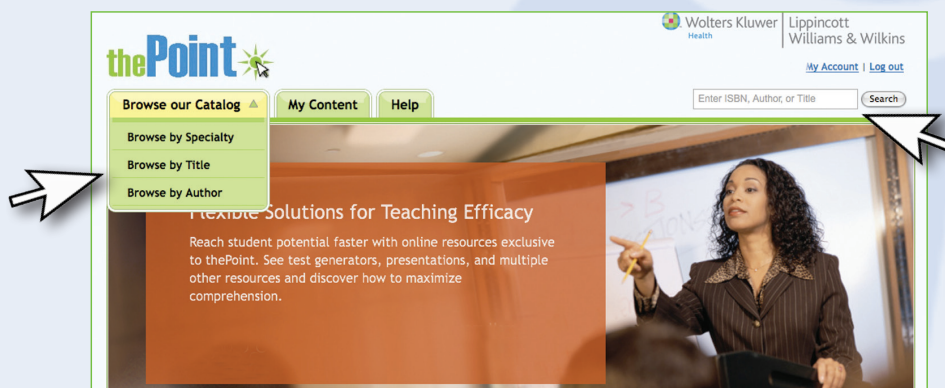 Wolters Kluwer
Health
Lippincott
Williams & Wilkins
thePoint
My Account | Log out
Browse our Catalog
My Content
Help
Enter ISBN, Author, or Title
Search
Browse by Specialty
Browse by Title
Browse by Author
Flexible Solutions for Teaching Efficacy
Reach student potential faster with online resources exclusive
to thePoint. See test generators, presentations, and multiple
other resources and discover how to maximize
comprehension.